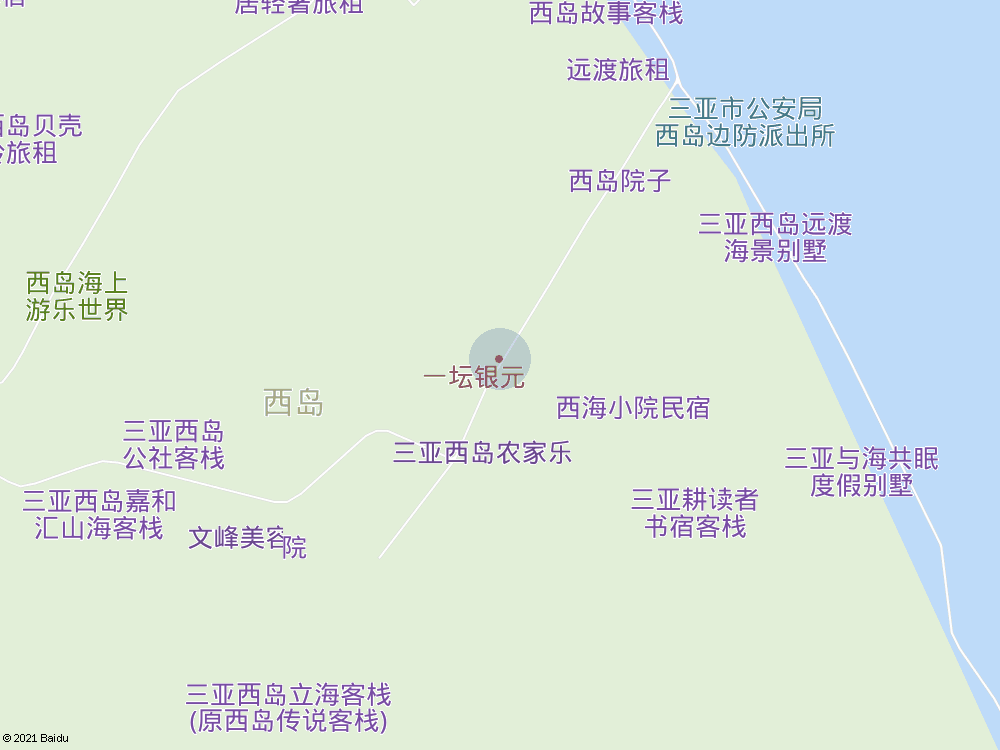 居轻奢旅租
西岛故事客栈
远渡旅租
三亚市公安局
西岛边防派出所
岛贝壳
旅租
西岛院子
三亚西岛远渡
海景别墅
西岛海上
游乐世界
一坛银元
西岛
西海小院民宿
三亚西岛
公社客栈
三亚西岛农家乐
三亚与海共眠
度假别墅
三亚西岛嘉和
汇山海客栈
三亚耕读者
书宿客栈
文峰美容院
三亚西岛立海客栈
(原西岛传说客栈)
© 2021 Baidu